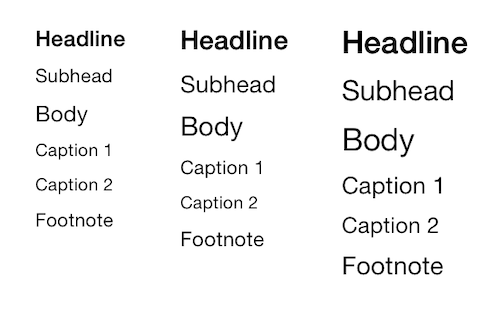 Headline
Subhead
Body
Caption 1
Caption 2
Footnote
Headline
Subhead
Body
Caption 1
Caption 2
Footnote
Headline
Subhead
Body
Caption 1
Caption 2
Footnote